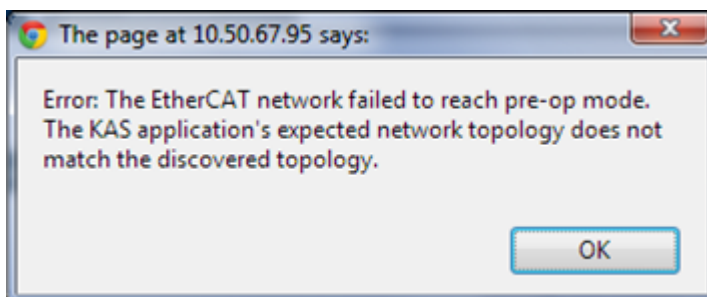 The page at 10.50.67.95 says:
Error: The EtherCAT network failed to reach pre-op mode.
The KAS application's expected network topology does not
match the discovered topology.
OK